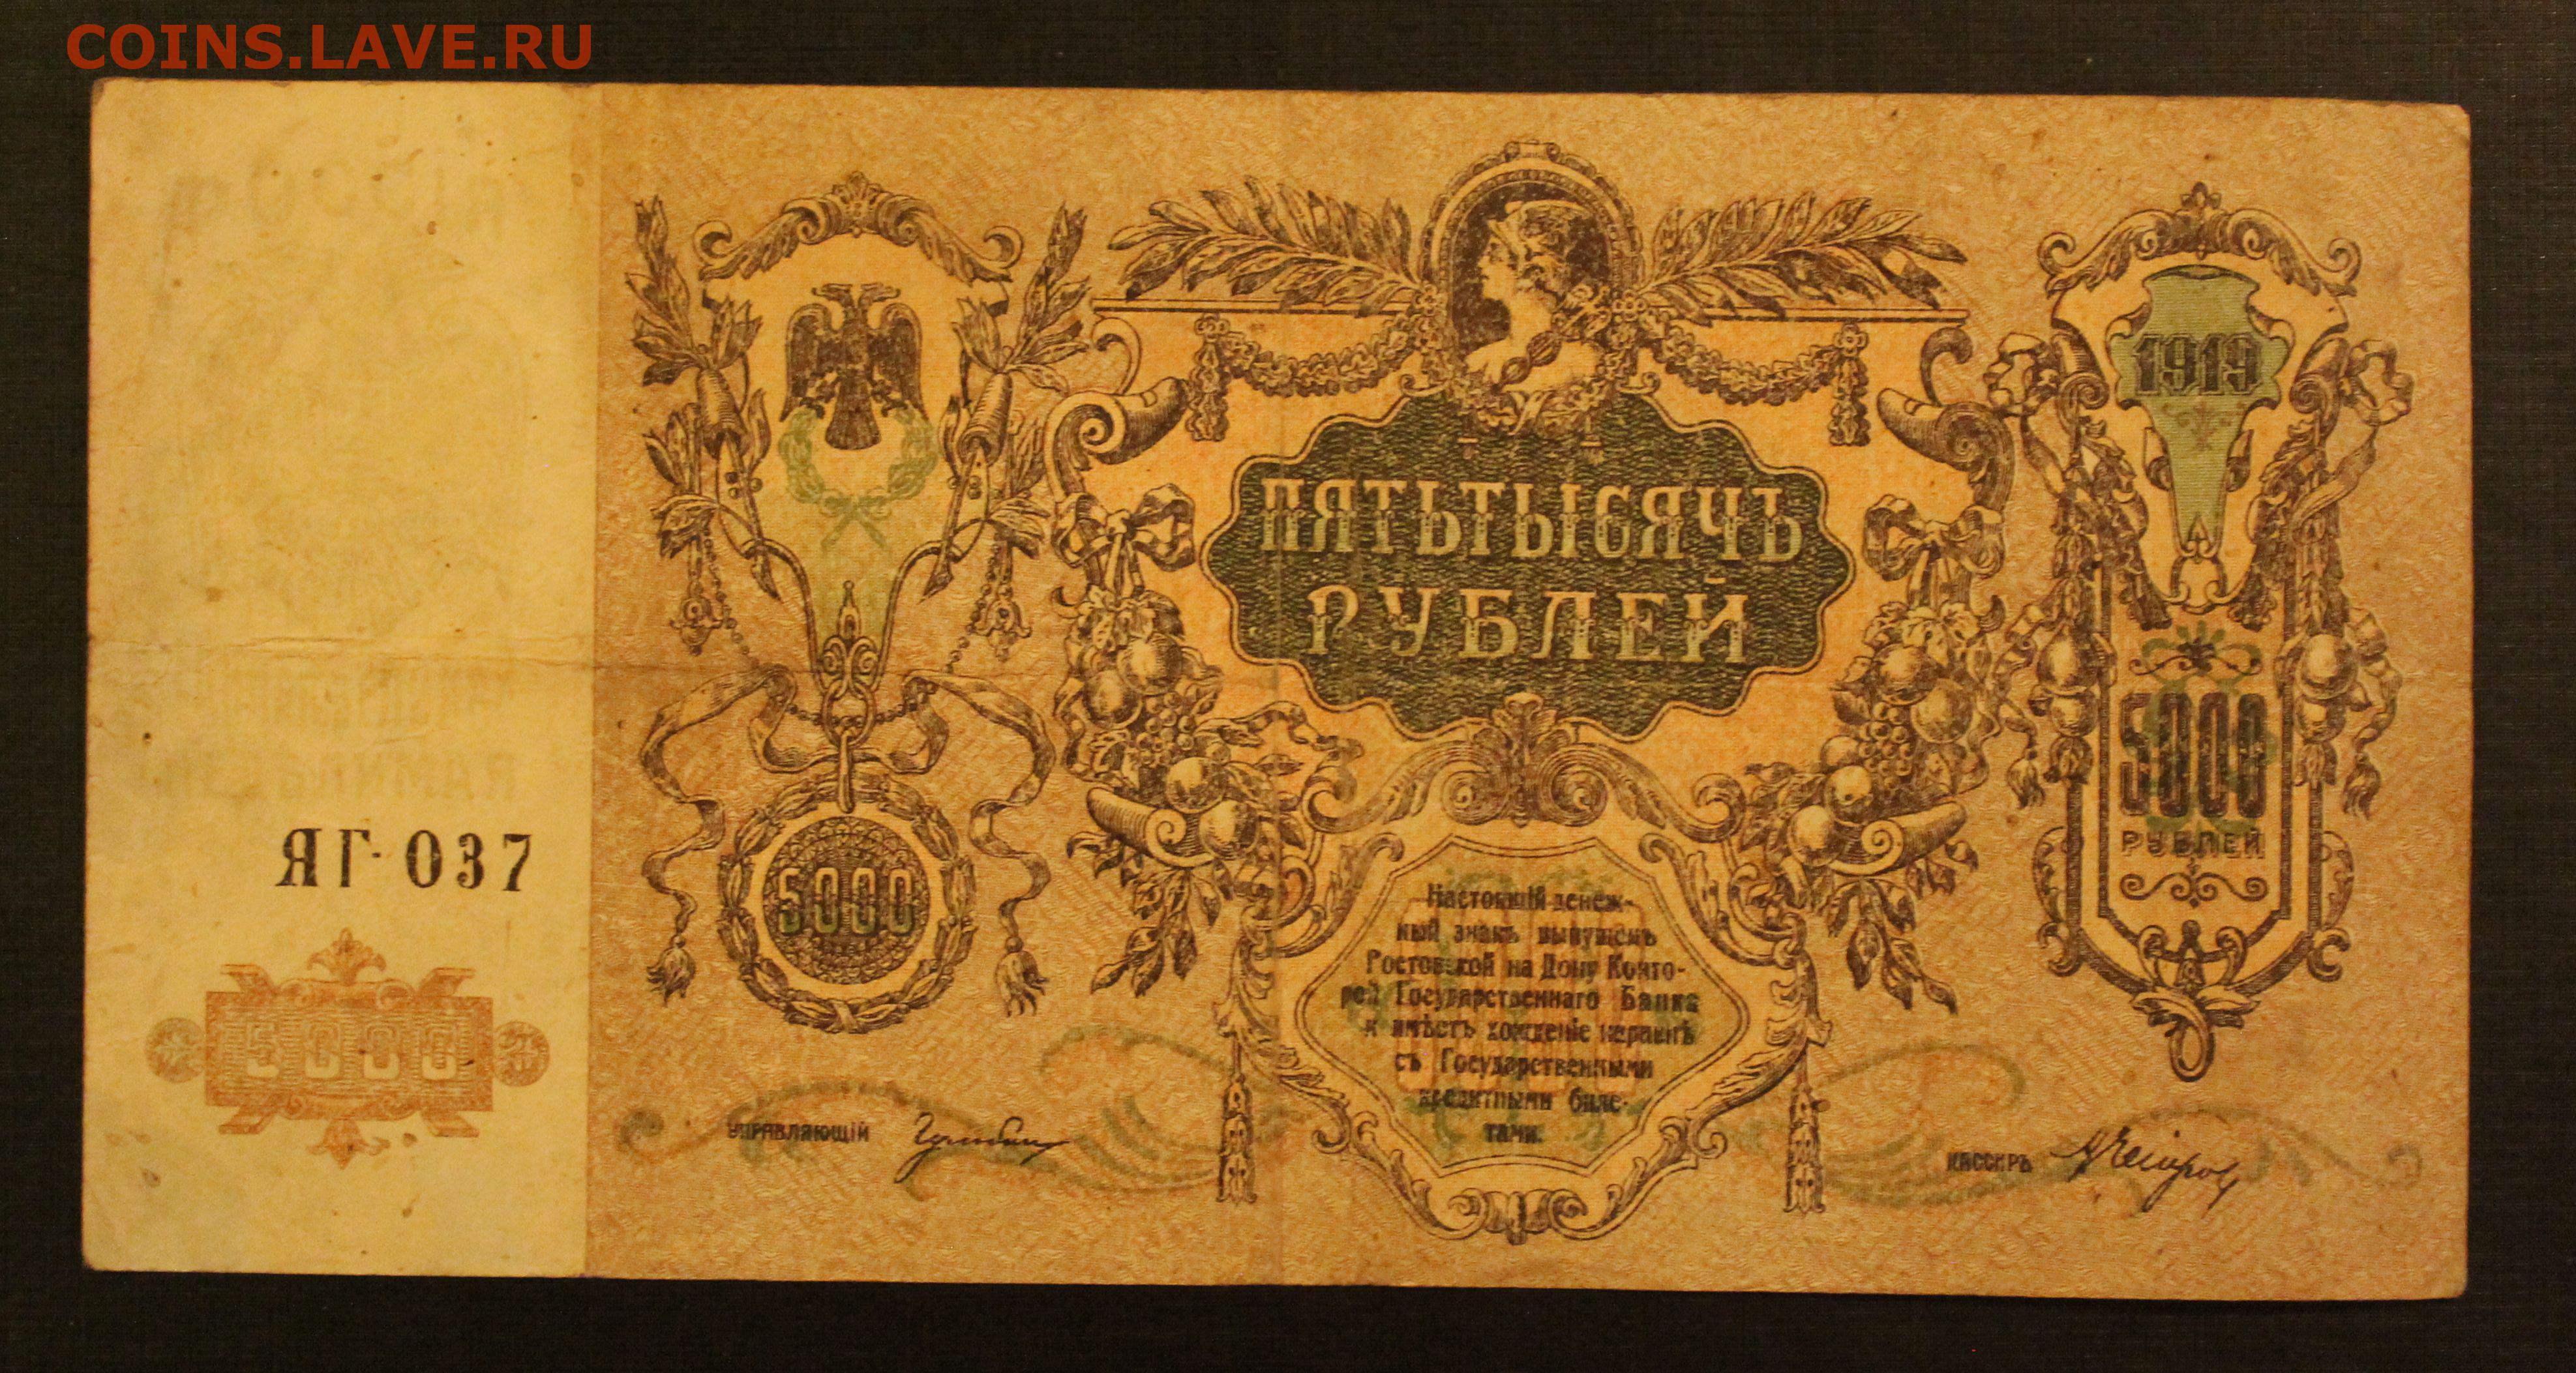 COINS.LAVE.RU
ПЯТЬТЫСЯЧЪ
РУБЛЕЙ
1919
5000
РУБЛЕЙ
5000
ЯГ-037
5000
Настоящій денеж-
ный знакъ выпущенъ
Ростовской на Дону Конто-
рой Государственнаго Банка
и имѣетъ хожденіе наравнѣ
съ Государственными
кредитными биле-
тами.
УПРАВЛЯЮЩІЙ
КАССИРЪ